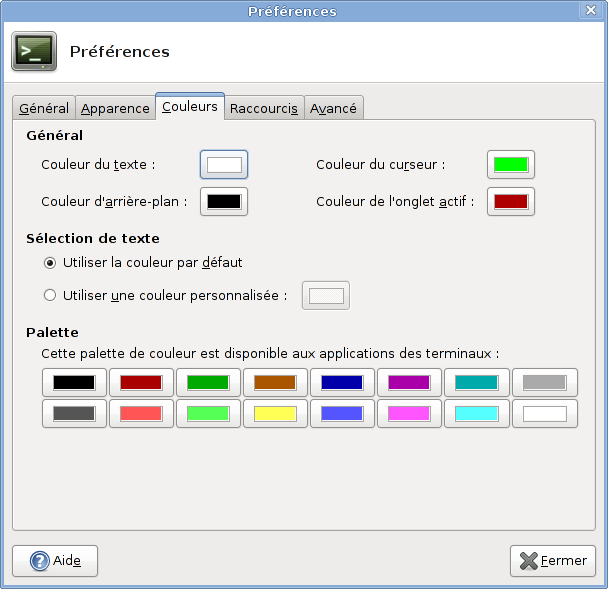 Préférences
Préférences
Général Apparence Couleurs Raccourcis Avancé
Général
Couleur du texte : Couleur du curseur :
Couleur d'arrière-plan : Couleur de l'onglet actif :
Sélection de texte
Utiliser la couleur par défaut
Utiliser une couleur personnalisée :
Palette
Cette palette de couleur est disponible aux applications des terminaux :
Aide Fermer